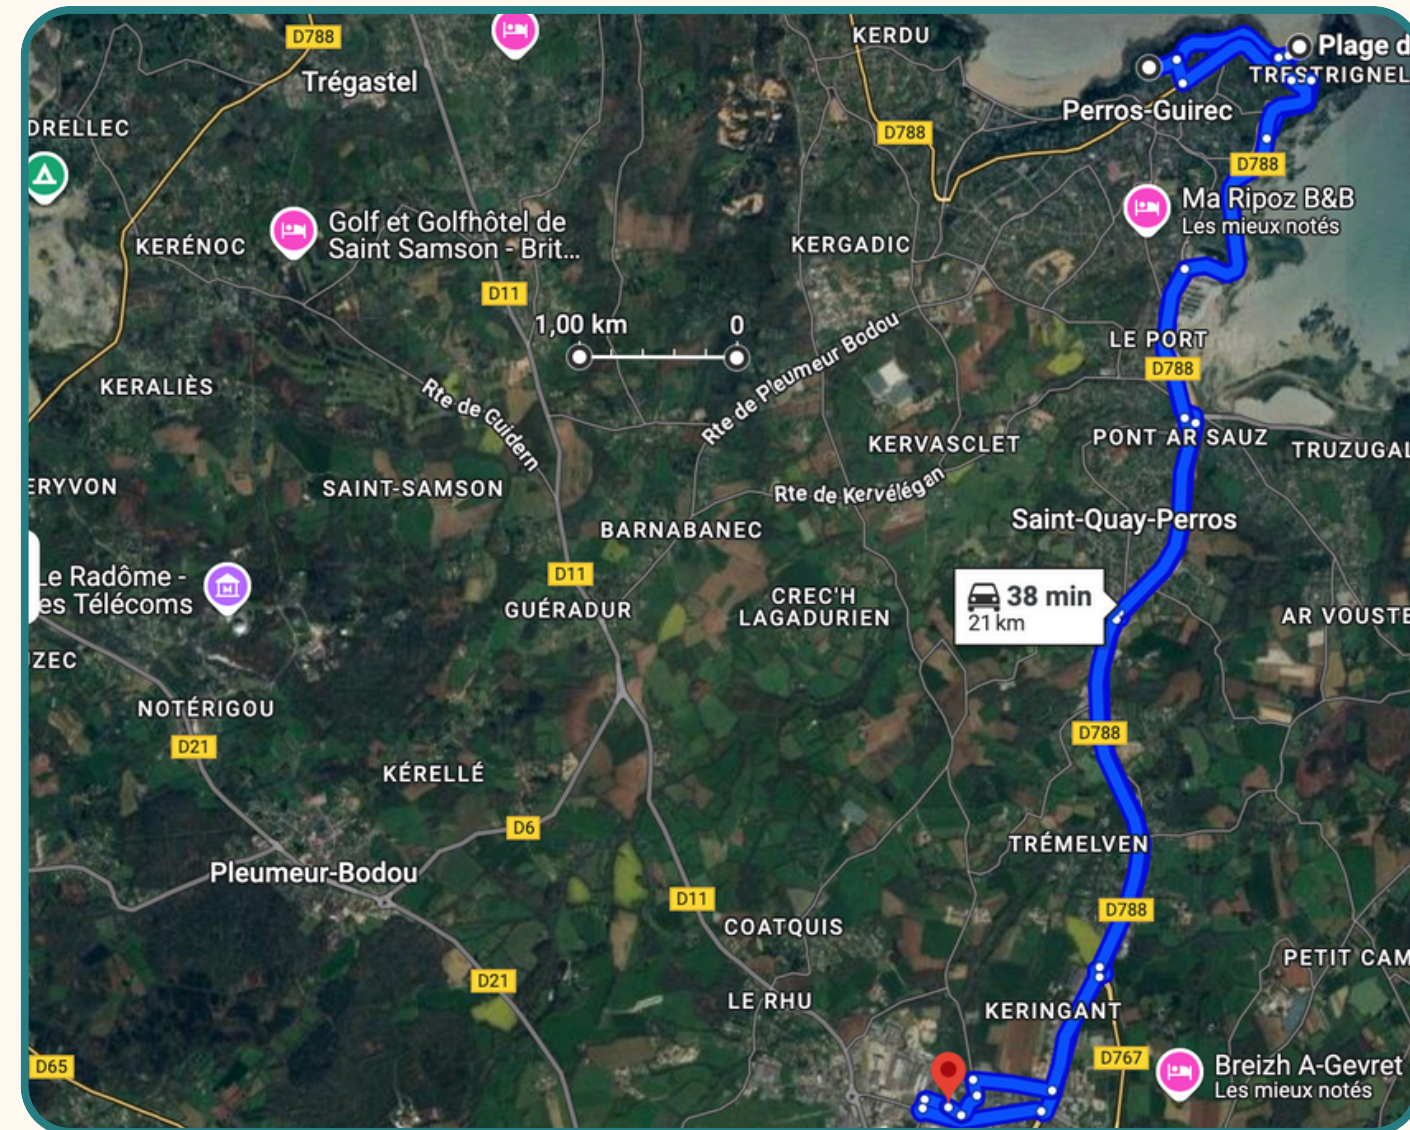 D788
KERDU
Plage d
Trégastel
TRESTRIGNEL
Perros-Guirec
DRELLEC
D788
D788
Ma Ripoz B&B
Les mieux notés
Golf et Golfhôtel de
Saint Samson - Brit...
KERÉNOC
KERGADIC
D11
1,00 km
0
Rte de Pleumeur Bodou
LE PORT
D788
KERALIÈS
Rte de Guidern
KERVASCLET
PONT AR SAUZ
TRUZUGAL
ERYVON
SAINT-SAMSON
Rte de Kervélégan
BARNABANEC
Saint-Quay-Perros
Le Radôme -
es Télécoms
D11
GUÉRADUR
CREC'H
LAGADURIEN
38 min
21 km
AR VOUSTE
ZEC
NOTÉRIGOU
D21
D788
KÉRELLÉ
D6
TRÉMELVEN
Pleumeur-Bodou
D11
D788
COATQUIS
PETIT CAM
D21
LE RHU
KERINGANT
D65
D767
Breizh A-Gevret
Les mieux notés